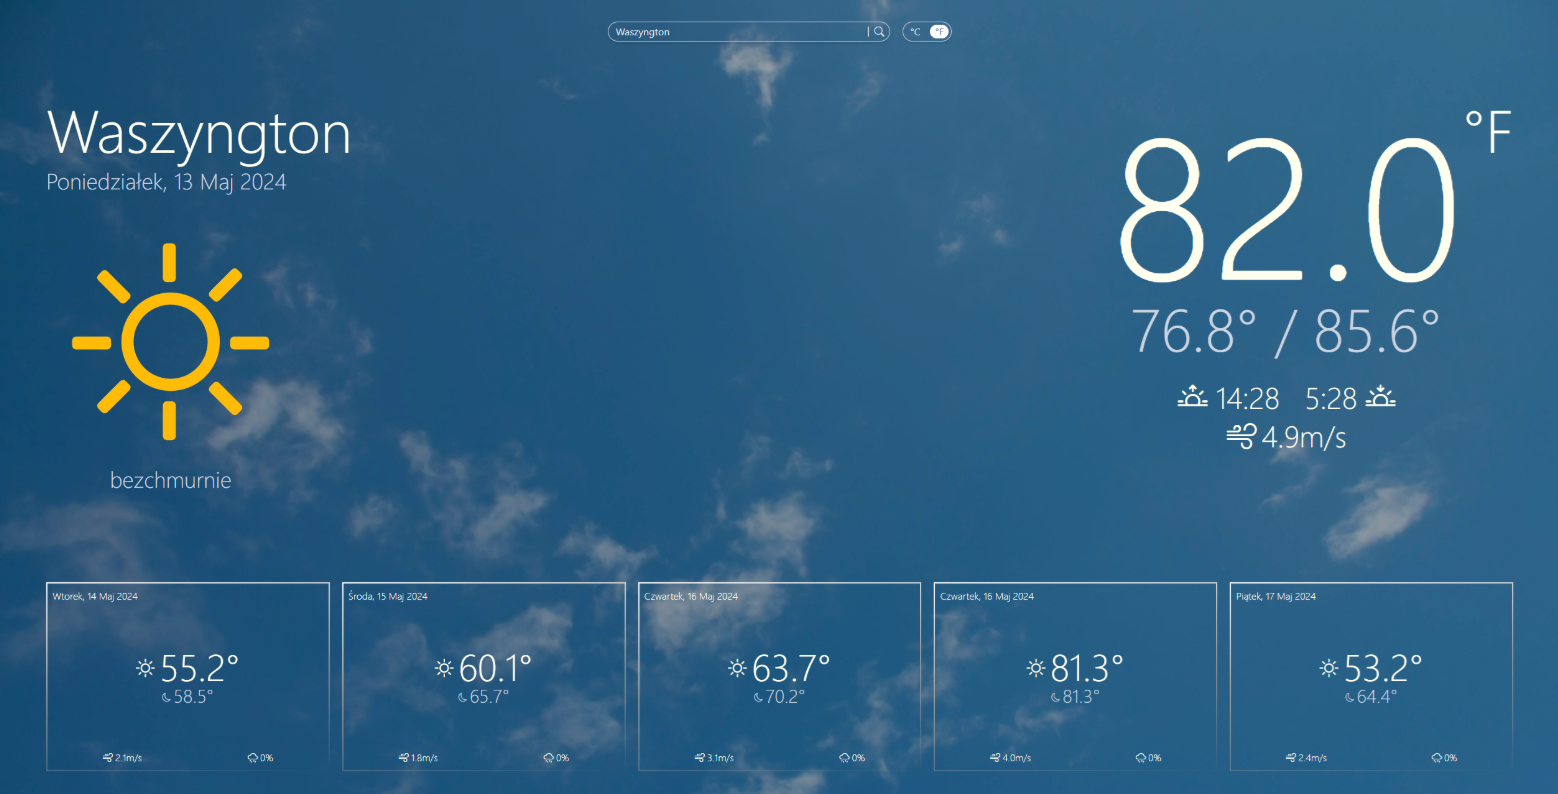 Waszyngton
°C °F
Waszyngton
Poniedziałek, 13 Maj 2024
bezchmurnie
82.0 °F
76.8° / 85.6°
14:28 5:28
4.9m/s
Wtorek, 14 Maj 2024
55.2°
58.5°
2.1m/s 0%
Środa, 15 Maj 2024
60.1°
65.7°
1.8m/s 0%
Czwartek, 16 Maj 2024
63.7°
70.2°
3.1m/s 0%
Czwartek, 16 Maj 2024
81.3°
81.3°
4.0m/s 0%
Piątek, 17 Maj 2024
53.2°
64.4°
2.4m/s 0%